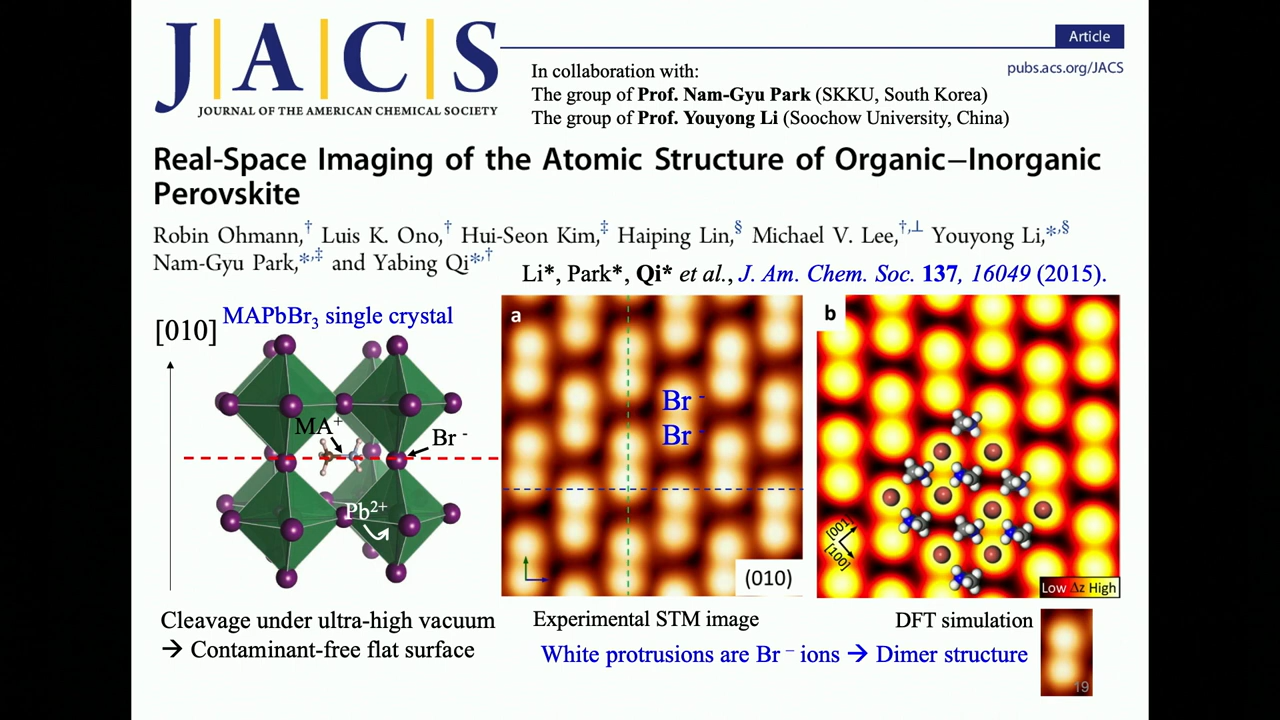 J|A|C|S
JOURNAL OF THE AMERICAN CHEMICAL SOCIETY
Article
pubs.acs.org/JACS
In collaboration with:
The group of Prof. Nam-Gyu Park (SKKU, South Korea)
The group of Prof. Youyong Li (Soochow University, China)
Real-Space Imaging of the Atomic Structure of Organic−Inorganic
Perovskite
Robin Ohmann,† Luis K. Ono,† Hui-Seon Kim,‡ Haiping Lin,§ Michael V. Lee,†,⊥ Youyong Li,*,§
Nam-Gyu Park,*,‡ and Yabing Qi*,†
Li*, Park*, Qi* et al., J. Am. Chem. Soc. 137, 16049 (2015).
[010]
MAPbBr₃ single crystal
MA⁺
Br ⁻
Pb²⁺
a
Br ⁻
Br ⁻
(010)
b
[001]
[100]
Low Δz High
Cleavage under ultra-high vacuum
→ Contaminant-free flat surface
Experimental STM image
DFT simulation
White protrusions are Br ⁻ ions → Dimer structure
19